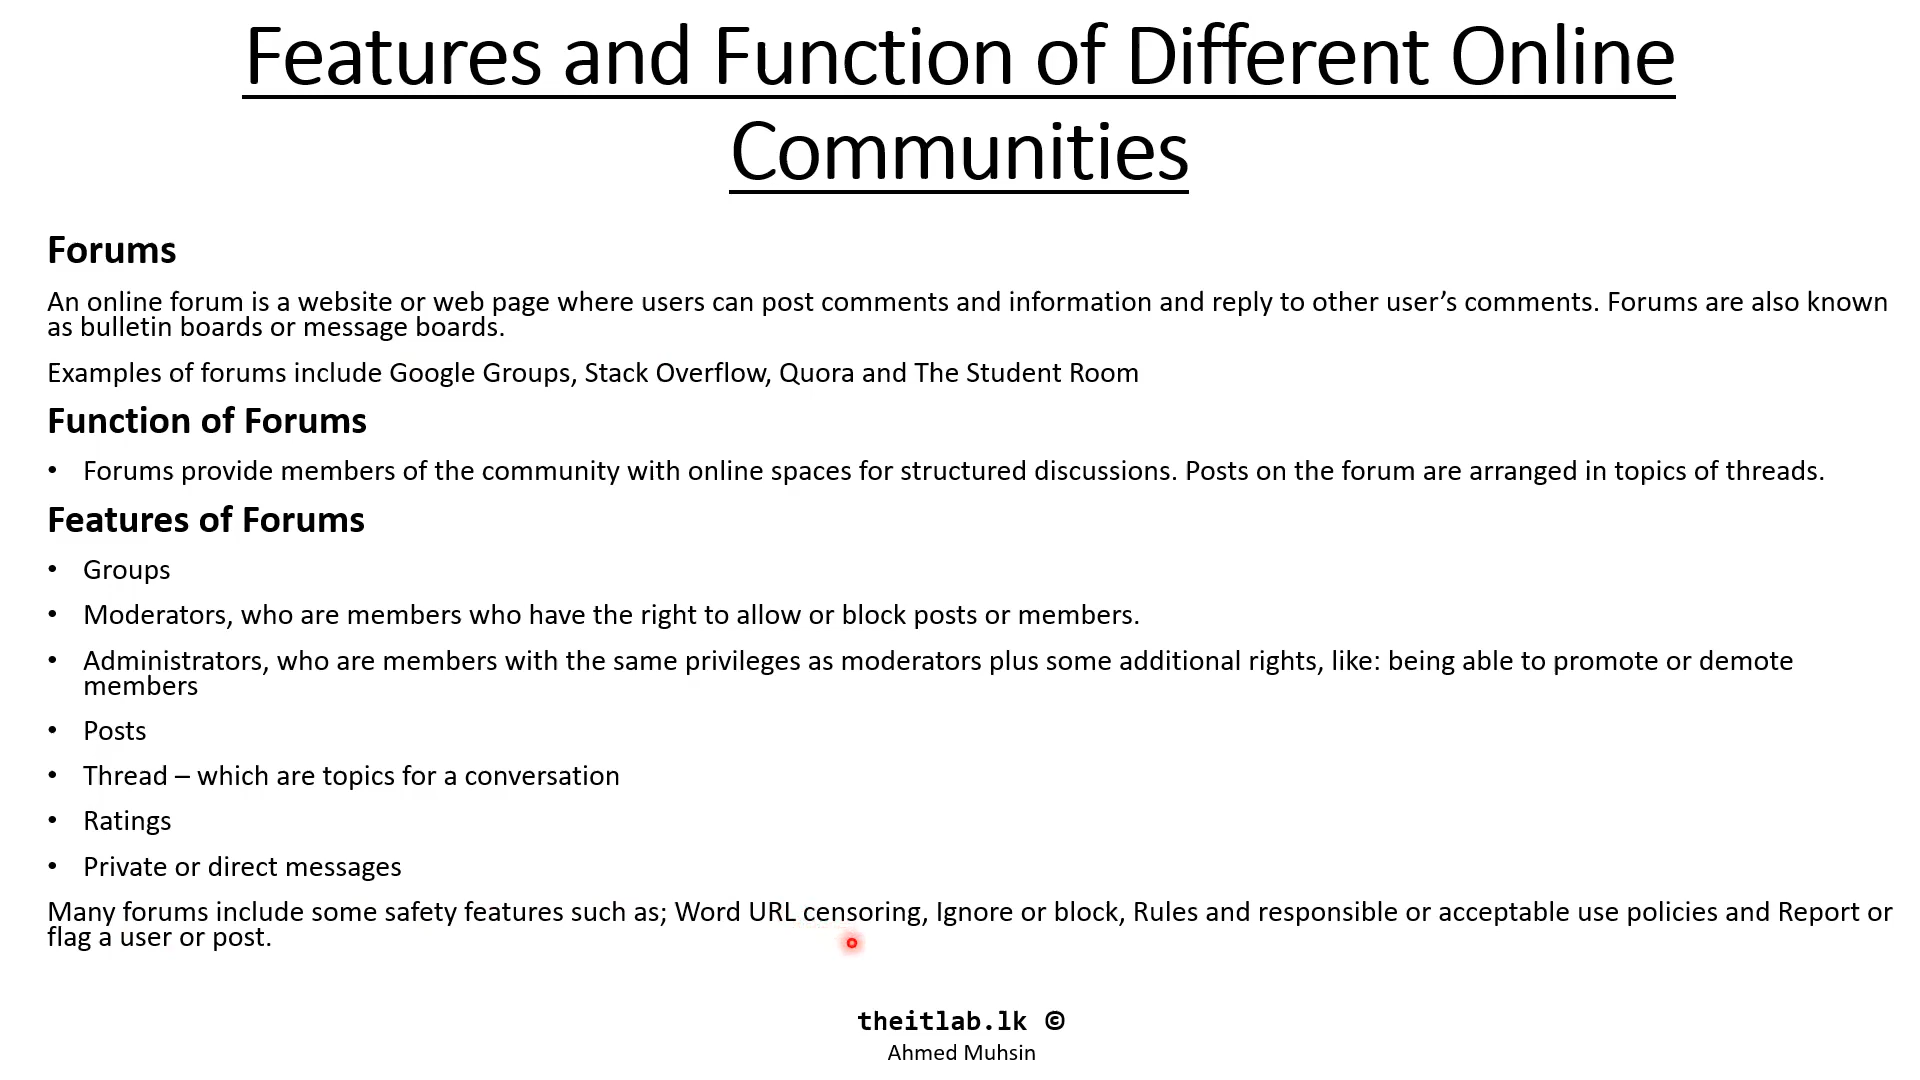 Features and Function of Different Online
Communities
Forums
An online forum is a website or web page where users can post comments and information and reply to other user’s comments. Forums are also known
as bulletin boards or message boards.
Examples of forums include Google Groups, Stack Overflow, Quora and The Student Room
Function of Forums
• Forums provide members of the community with online spaces for structured discussions. Posts on the forum are arranged in topics of threads.
Features of Forums
• Groups
• Moderators, who are members who have the right to allow or block posts or members.
• Administrators, who are members with the same privileges as moderators plus some additional rights, like: being able to promote or demote
members
• Posts
• Thread – which are topics for a conversation
• Ratings
• Private or direct messages
Many forums include some safety features such as; Word URL censoring, Ignore or block, Rules and responsible or acceptable use policies and Report or
flag a user or post.
theitlab.lk ©
Ahmed Muhsin